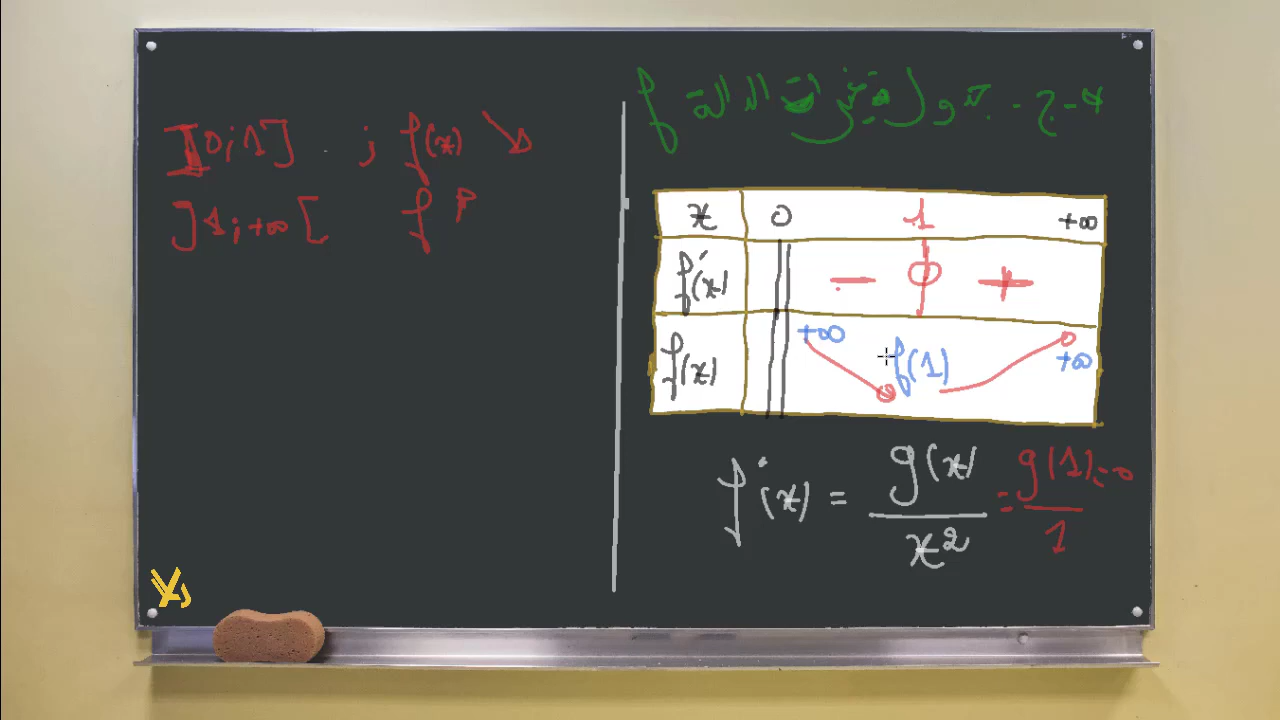 4-ج- جدول تغيرات الدالة f
]0;1] ; f(x) ↘
]1;+∞[ f
x 0 1 +∞
f'(x) − 0 +
f(x) +∞ f(1) +∞
f'(x) = g(x)/x² = g(1)=0/1